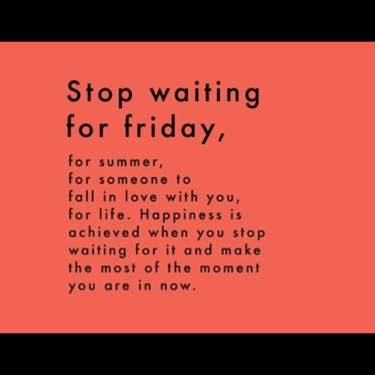 Stop waiting
for friday,
for summer,
for someone to
fall in love with you,
for life. Happiness is
achieved when you stop
waiting for it and make
the most of the moment
you are in now.